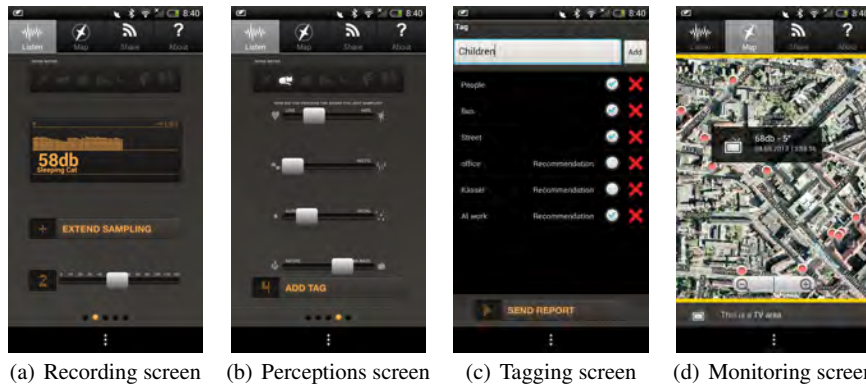 8:40
Listen
Map
Share
About
58db
Sleeping Cat
+ EXTEND SAMPLING
2
(a) Recording screen
8:40
Listen
Map
Share
About
LOVE HATE
4 ADD TAG
(b) Perceptions screen
8:40
Tag
Children
Add
People
Bus
Street
office Recommendation
Kassel Recommendation
At work Recommendation
SEND REPORT
(c) Tagging screen
8:40
Listen
Map
Share
About
68db - 5°
This is a TV area
(d) Monitoring screen